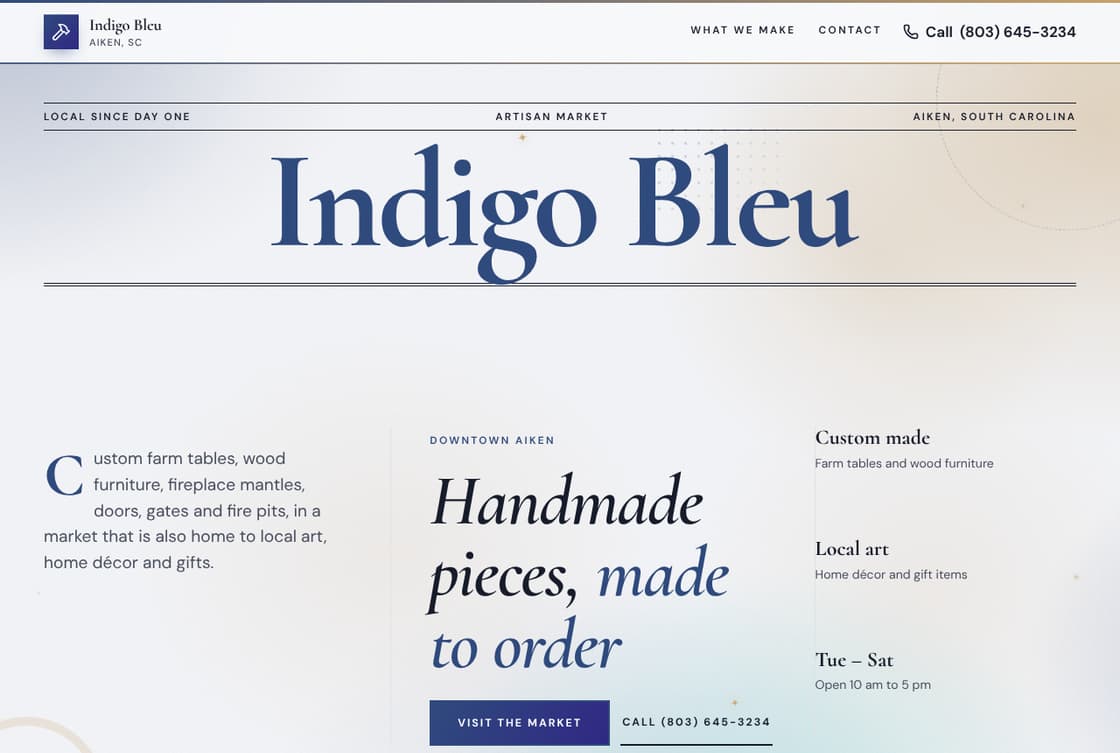 Indigo Bleu
AIKEN, SC
WHAT WE MAKE
CONTACT
Call (803) 645-3234
LOCAL SINCE DAY ONE
ARTISAN MARKET
AIKEN, SOUTH CAROLINA
Indigo Bleu
Custom farm tables, wood
furniture, fireplace mantles,
doors, gates and fire pits, in a
market that is also home to local art,
home décor and gifts.
DOWNTOWN AIKEN
Handmade
pieces, made
to order
VISIT THE MARKET
CALL (803) 645-3234
Custom made
Farm tables and wood furniture
Local art
Home décor and gift items
Tue – Sat
Open 10 am to 5 pm